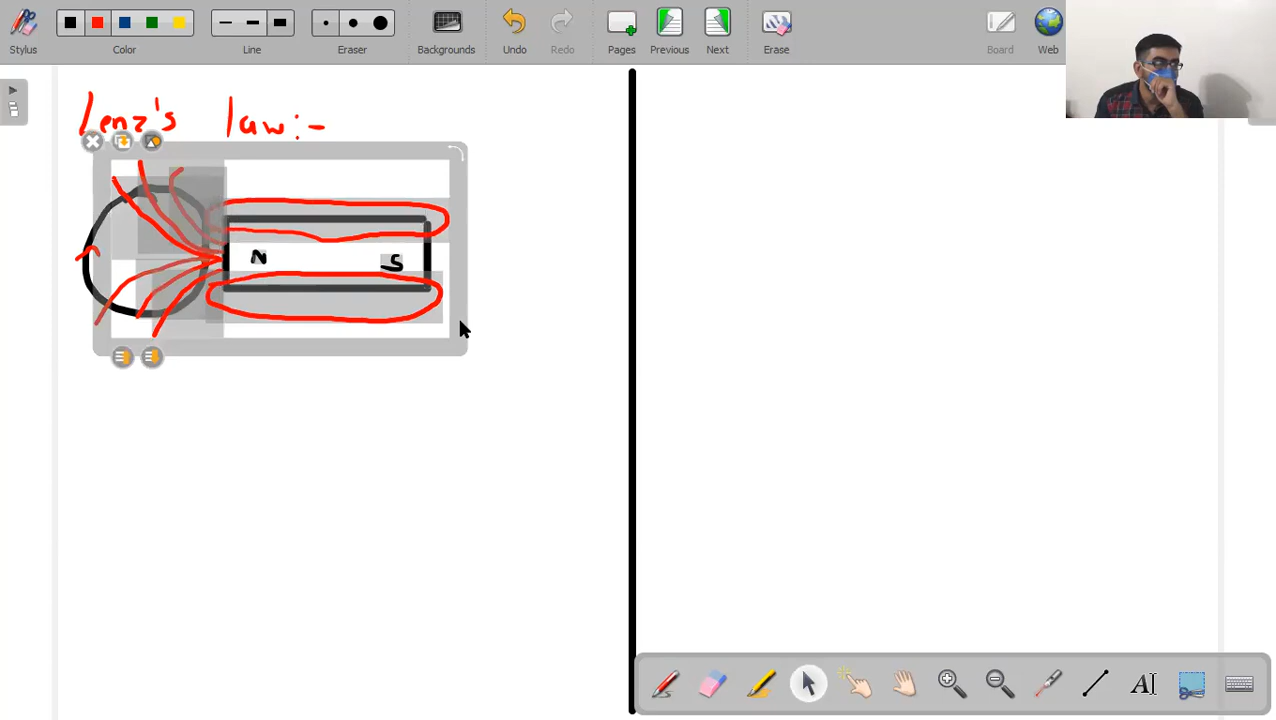 Stylus
Color
Line
Eraser
Backgrounds
Undo
Redo
Pages
Previous
Next
Erase
Board
Web
Lenz's law:-
N
S
A